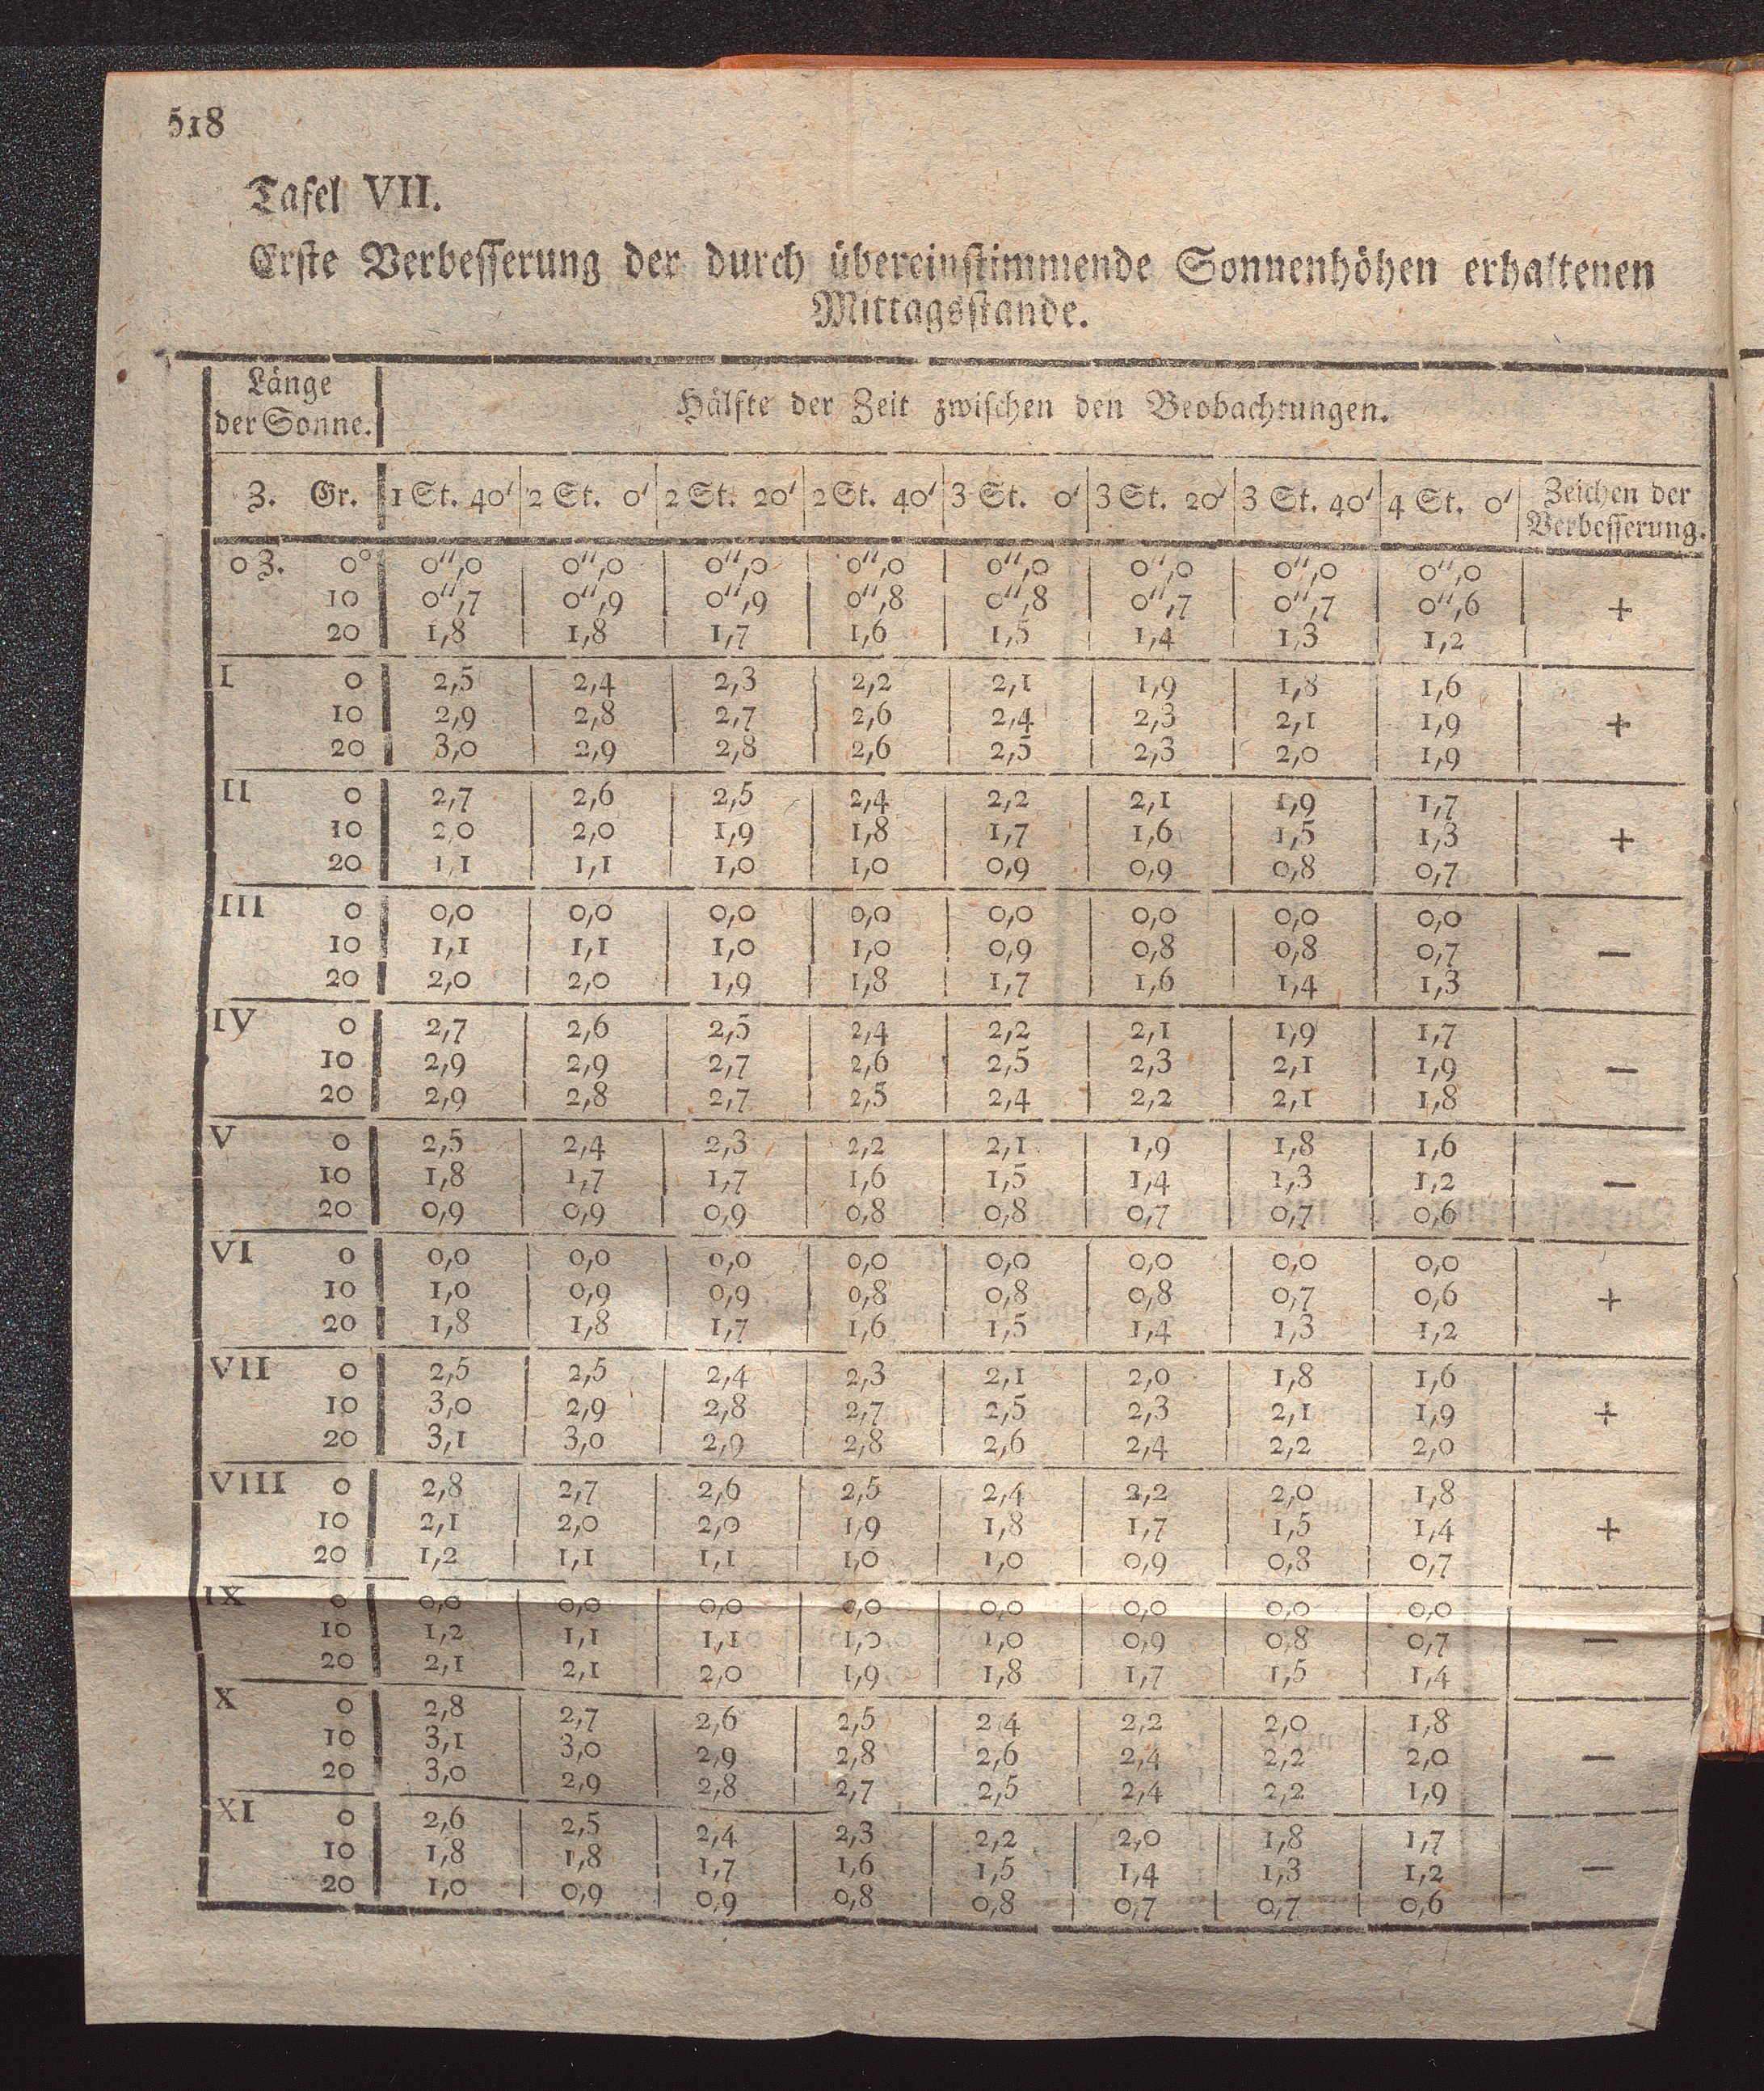 518
Tafel VII.
Erste Verbesserung der durch übereinstimmende Sonnenhöhen erhaltenen
Mittagsstande.
Länge
der Sonne.
Hälfte der Zeit zwischen den Beobachtungen.
Z. Gr. 1 St. 40′ 2 St. 0′ 2 St. 20′ 2 St. 40′ 3 St. 0′ 3 St. 20′ 3 St. 40′ 4 St. 0′ Zeichen der
Verbesserung.
0 Z. 0° 0″,0 0″,0 0″,0 0″,0 0″,0 0″,0 0″,0 0″,0
10 0″,7 0″,9 0″,9 0″,8 0″,8 0″,7 0″,7 0″,6 +
20 1,8 1,8 1,7 1,6 1,5 1,4 1,3 1,2
I 0 2,5 2,4 2,3 2,2 2,1 1,9 1,8 1,6
10 2,9 2,8 2,7 2,6 2,4 2,3 2,1 1,9 +
20 3,0 2,9 2,8 2,6 2,5 2,3 2,0 1,9
II 0 2,7 2,6 2,5 2,4 2,2 2,1 1,9 1,7
10 2,0 2,0 1,9 1,8 1,7 1,6 1,5 1,3 +
20 1,1 1,1 1,0 1,0 0,9 0,9 0,8 0,7
III 0 0,0 0,0 0,0 0,0 0,0 0,0 0,0 0,0
10 1,1 1,1 1,0 1,0 0,9 0,8 0,8 0,7 —
20 2,0 2,0 1,9 1,8 1,7 1,6 1,4 1,3
IV 0 2,7 2,6 2,5 2,4 2,2 2,1 1,9 1,7
10 2,9 2,9 2,7 2,6 2,5 2,3 2,1 1,9 —
20 2,9 2,8 2,7 2,5 2,4 2,2 2,1 1,8
V 0 2,5 2,4 2,3 2,2 2,1 1,9 1,8 1,6
10 1,8 1,7 1,7 1,6 1,5 1,4 1,3 1,2 —
20 0,9 0,9 0,9 0,8 0,8 0,7 0,7 0,6
VI 0 0,0 0,0 0,0 0,0 0,0 0,0 0,0 0,0
10 1,0 0,9 0,9 0,8 0,8 0,8 0,7 0,6 +
20 1,8 1,8 1,7 1,6 1,5 1,4 1,3 1,2
VII 0 2,5 2,5 2,4 2,3 2,1 2,0 1,8 1,6
10 3,0 2,9 2,8 2,7 2,5 2,3 2,1 1,9 +
20 3,1 3,0 2,9 2,8 2,6 2,4 2,2 2,0
VIII 0 2,8 2,7 2,6 2,5 2,4 2,2 2,0 1,8
10 2,1 2,0 2,0 1,9 1,8 1,7 1,5 1,4 +
20 1,2 1,1 1,1 1,0 1,0 0,9 0,8 0,7
IX 0 0,0 0,0 0,0 0,0 0,0 0,0 0,0 0,0
10 1,2 1,1 1,1 1,0 1,0 0,9 0,8 0,7 —
20 2,1 2,1 2,0 1,9 1,8 1,7 1,5 1,4
X 0 2,8 2,7 2,6 2,5 2 4 2,2 2,0 1,8
10 3,1 3,0 2,9 2,8 2,6 2,4 2,2 2,0 —
20 3,0 2,9 2,8 2,7 2,5 2,4 2,2 1,9
XI 0 2,6 2,5 2,4 2,3 2,2 2,0 1,8 1,7
10 1,8 1,8 1,7 1,6 1,5 1,4 1,3 1,2 —
20 1,0 0,9 0,9 0,8 0,8 0,7 0,7 0,6